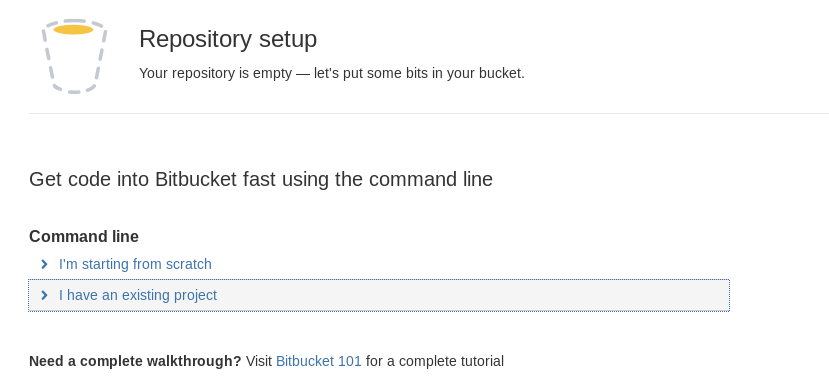 Repository setup
Your repository is empty — let's put some bits in your bucket.
Get code into Bitbucket fast using the command line
Command line
I'm starting from scratch
I have an existing project
Need a complete walkthrough? Visit Bitbucket 101 for a complete tutorial